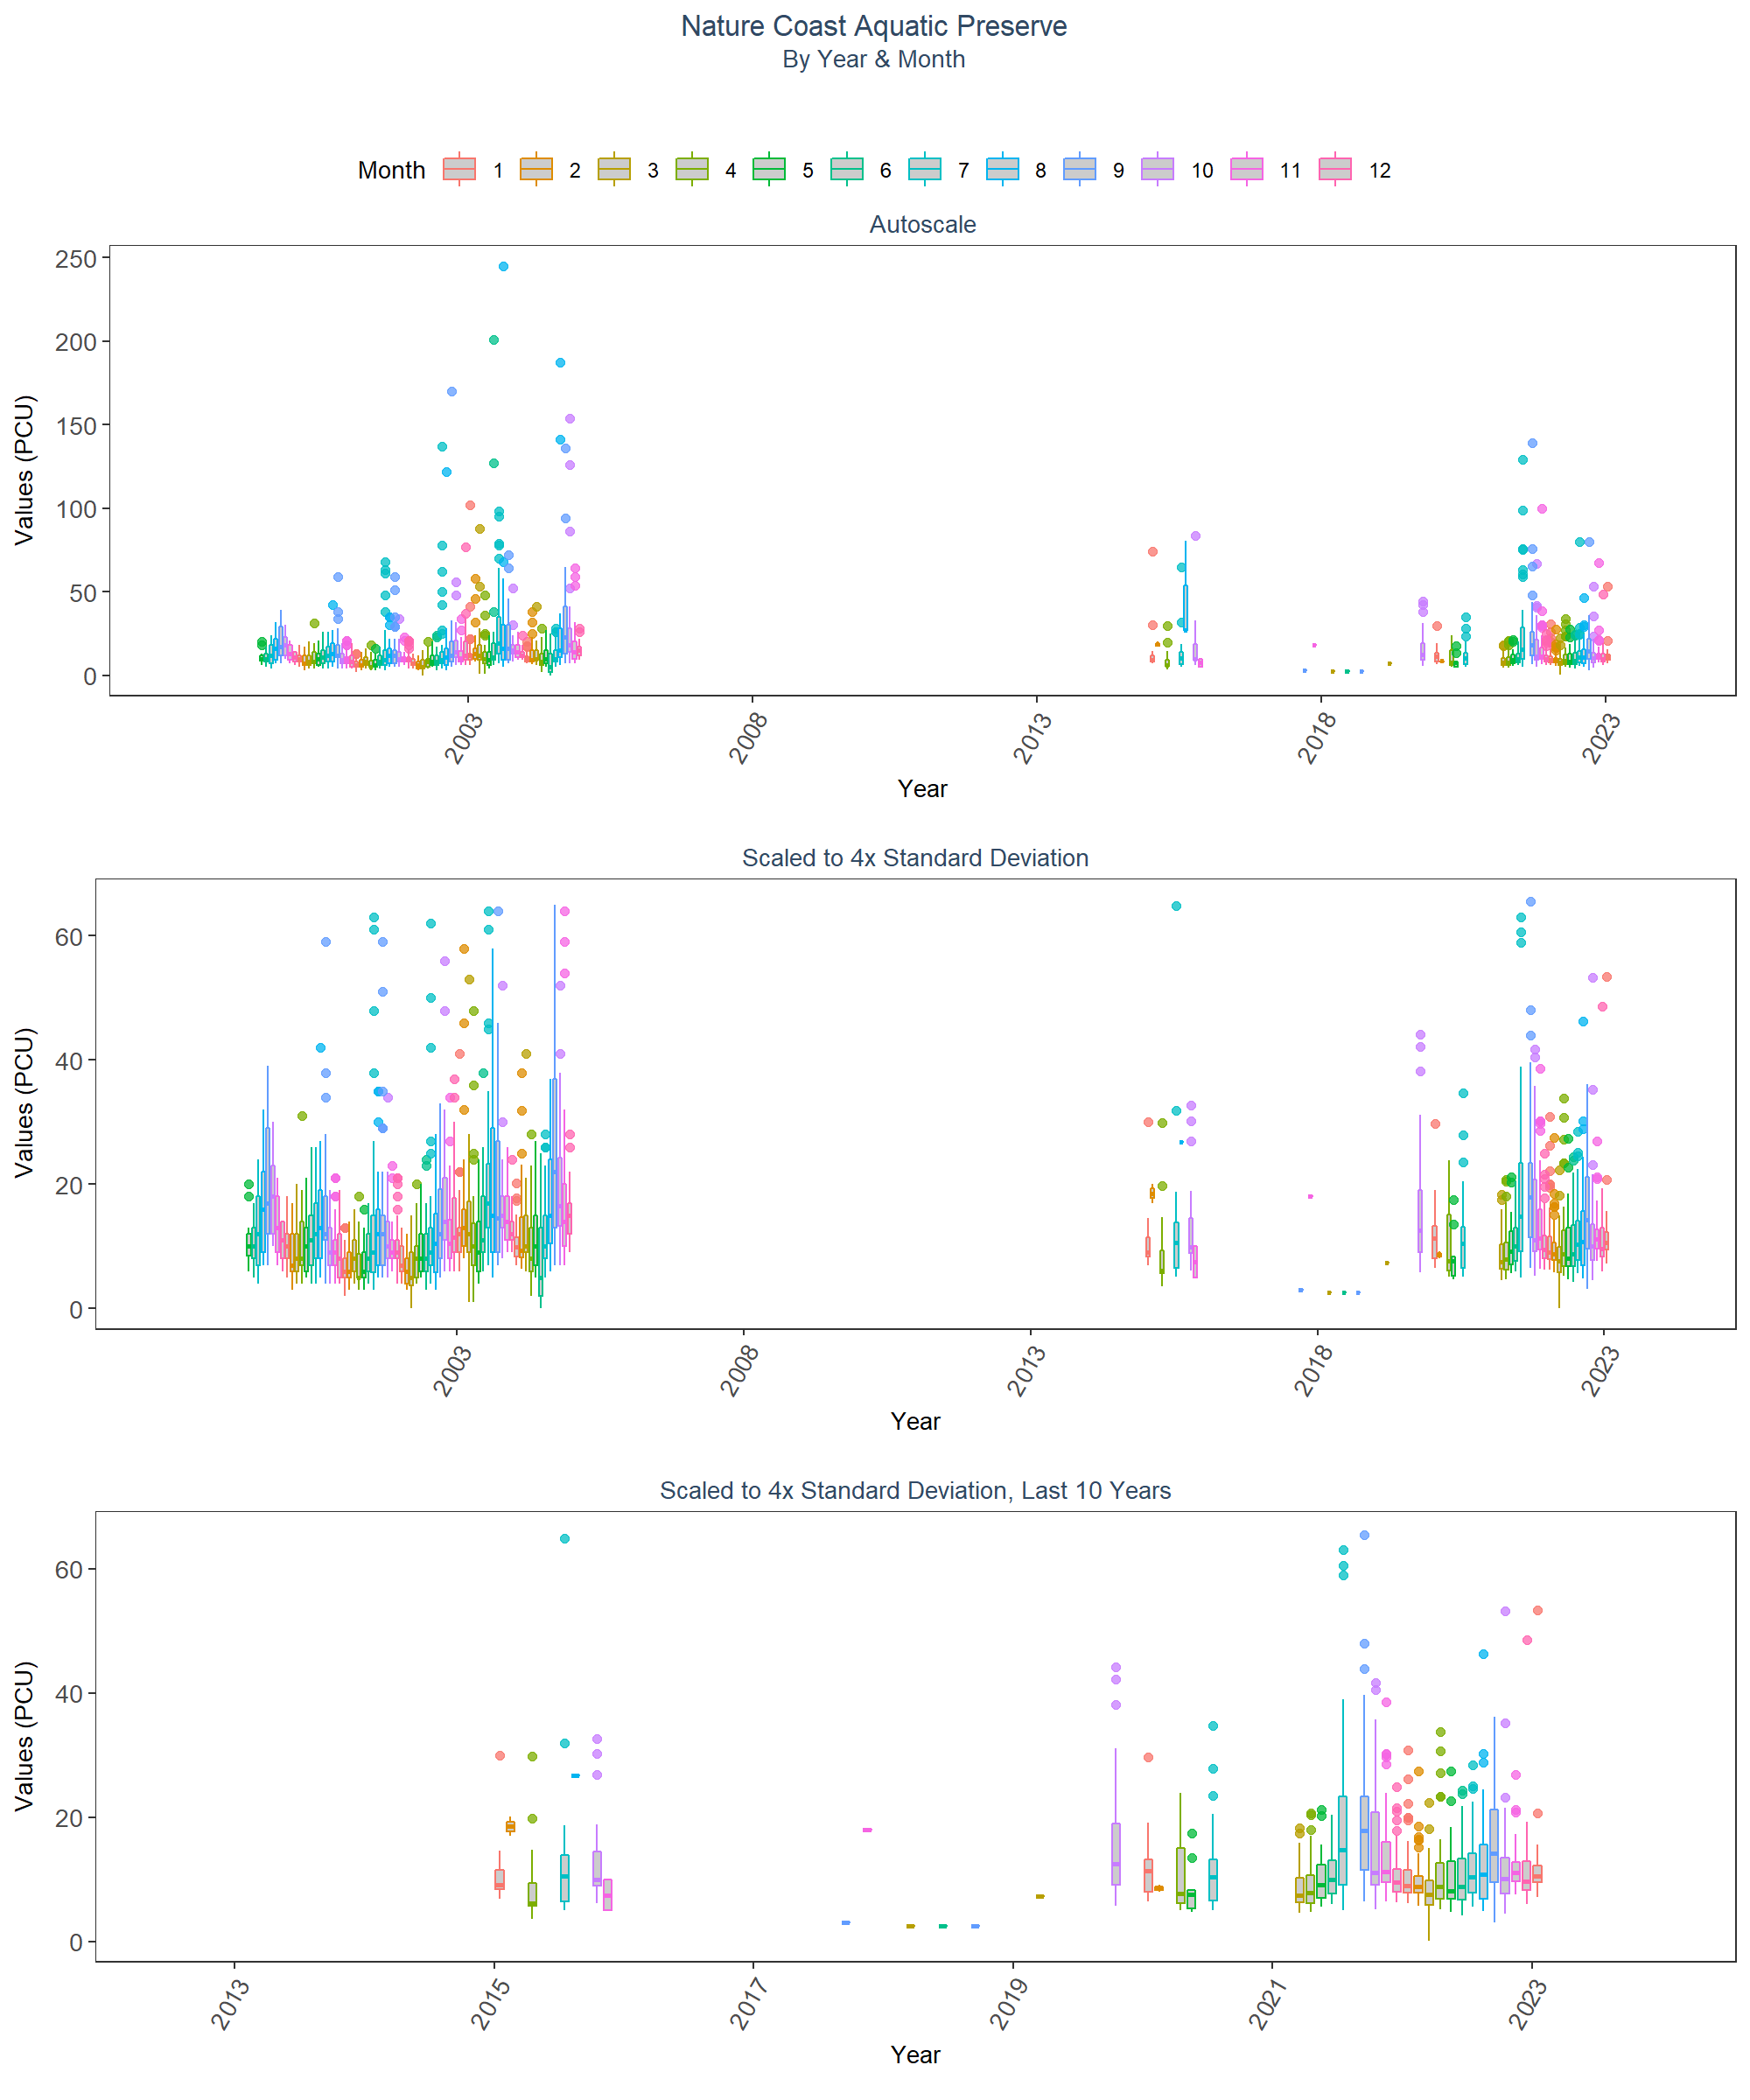 Nature Coast Aquatic Preserve
By Year & Month
Month 1 2 3 4 5 6 7 8 9 10 11 12
Autoscale
250
200
150
100
50
0
Values (PCU)
2003 2008 2013 2018 2023
Year
Scaled to 4x Standard Deviation
60
40
20
0
Values (PCU)
2003 2008 2013 2018 2023
Year
Scaled to 4x Standard Deviation, Last 10 Years
60
40
20
0
Values (PCU)
2013 2015 2017 2019 2021 2023
Year